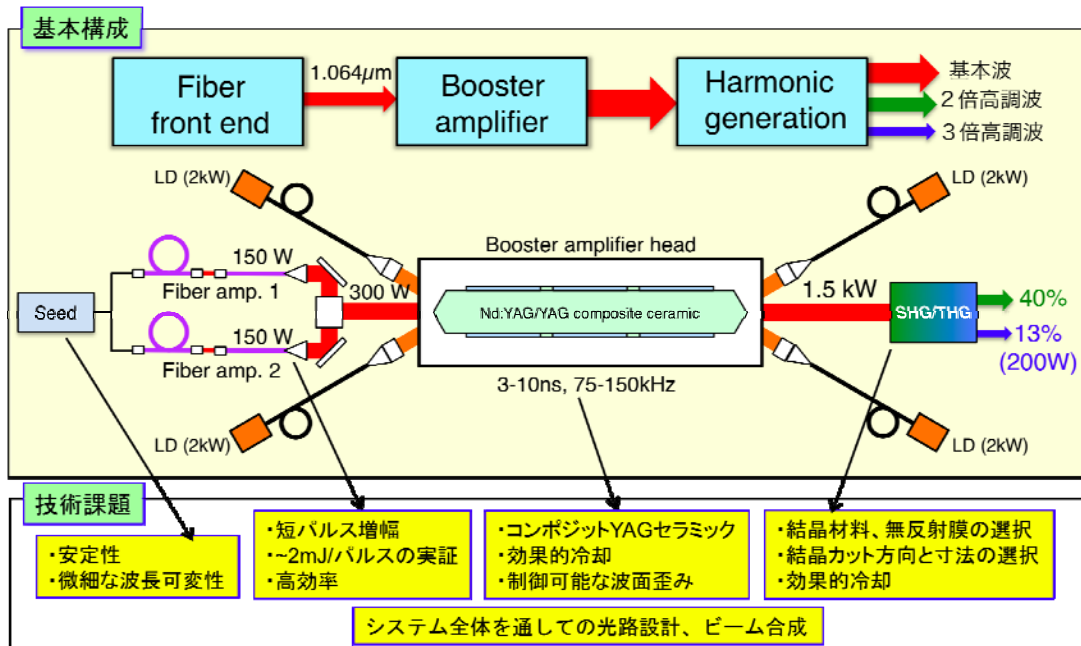 基本構成
Fiber
front end
1.064μm
Booster
amplifier
Harmonic
generation
基本波
2倍高調波
3倍高調波
LD (2kW)
LD (2kW)
Booster amplifier head
150 W
Fiber amp. 1
300 W
Seed
Nd:YAG/YAG composite ceramic
1.5 kW
SHG/THG
40%
13%
(200W)
150 W
Fiber amp. 2
3-10ns, 75-150kHz
LD (2kW)
LD (2kW)
技術課題
・安定性
・微細な波長可変性
・短パルス増幅
・~2mJ/パルスの実証
・高効率
・コンポジットYAGセラミック
・効果的冷却
・制御可能な波面歪み
・結晶材料、無反射膜の選択
・結晶カット方向と寸法の選択
・効果的冷却
システム全体を通しての光路設計、ビーム合成